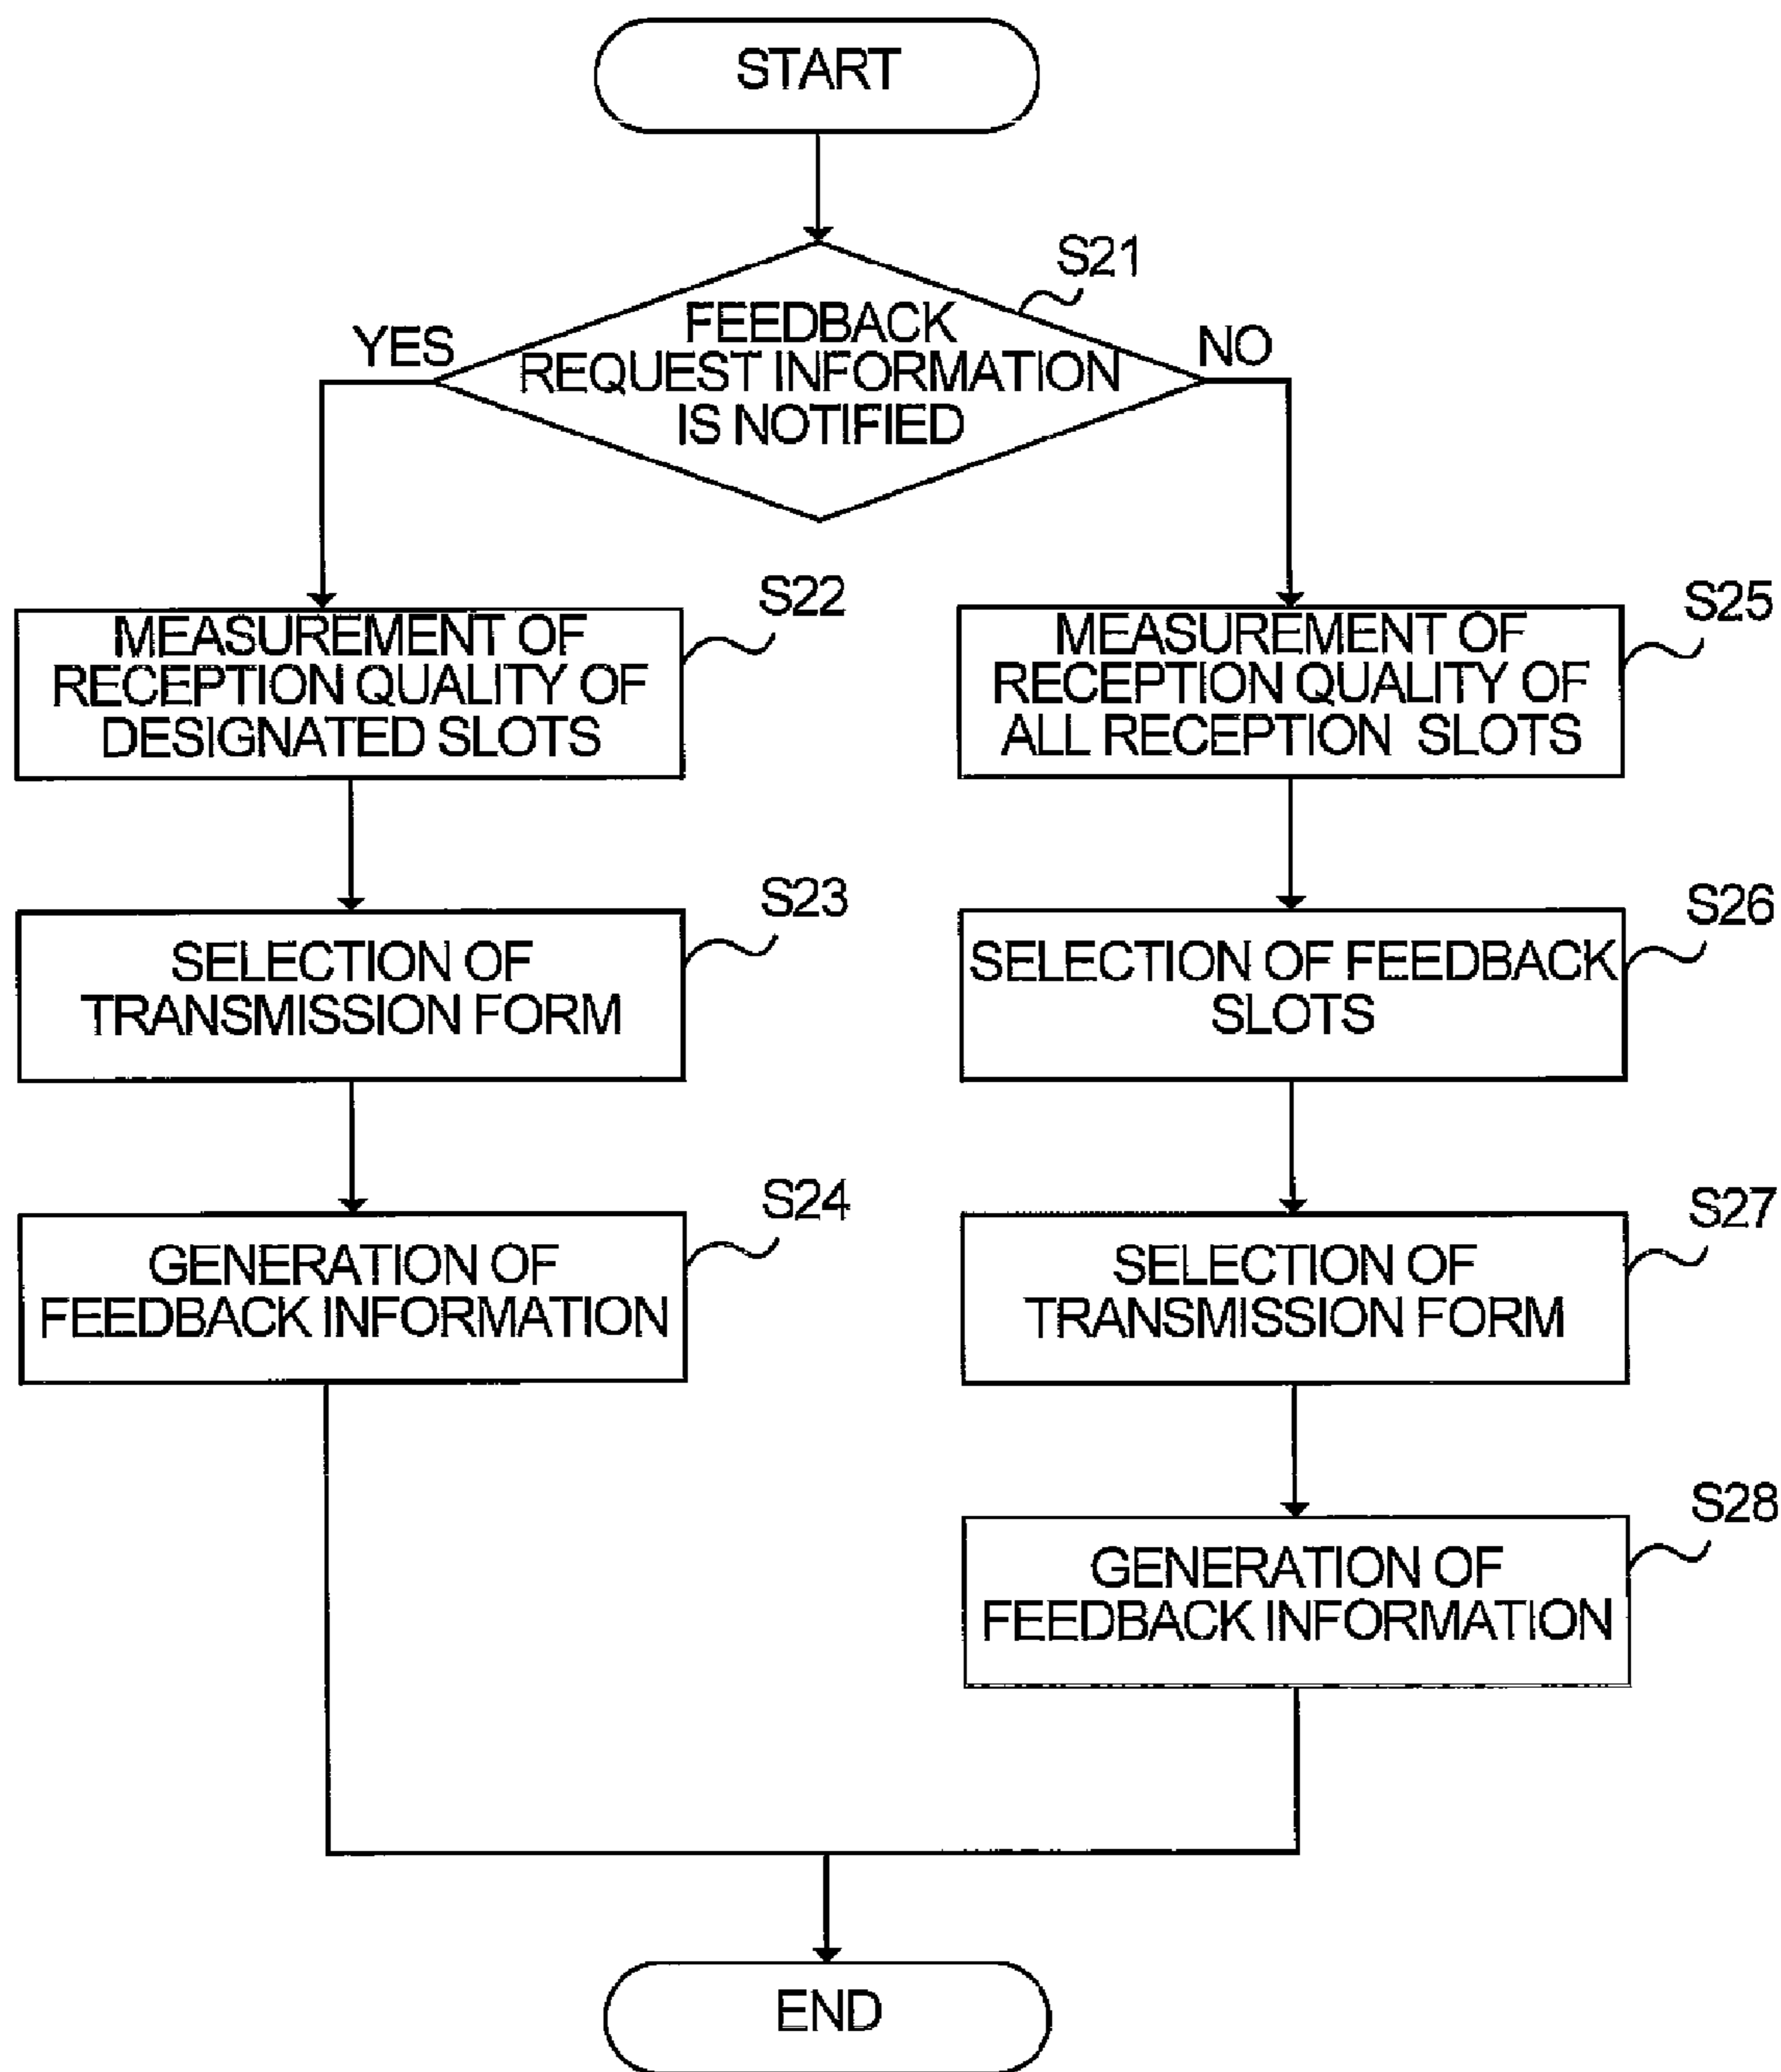 START
S21
FEEDBACK
REQUEST INFORMATION
IS NOTIFIED
YES
NO
S22
MEASUREMENT OF
RECEPTION QUALITY OF
DESIGNATED SLOTS
S23
SELECTION OF
TRANSMISSION FORM
S24
GENERATION OF
FEEDBACK INFORMATION
S25
MEASUREMENT OF
RECEPTION QUALITY OF
ALL RECEPTION SLOTS
S26
SELECTION OF FEEDBACK
SLOTS
S27
SELECTION OF
TRANSMISSION FORM
S28
GENERATION OF
FEEDBACK INFORMATION
END